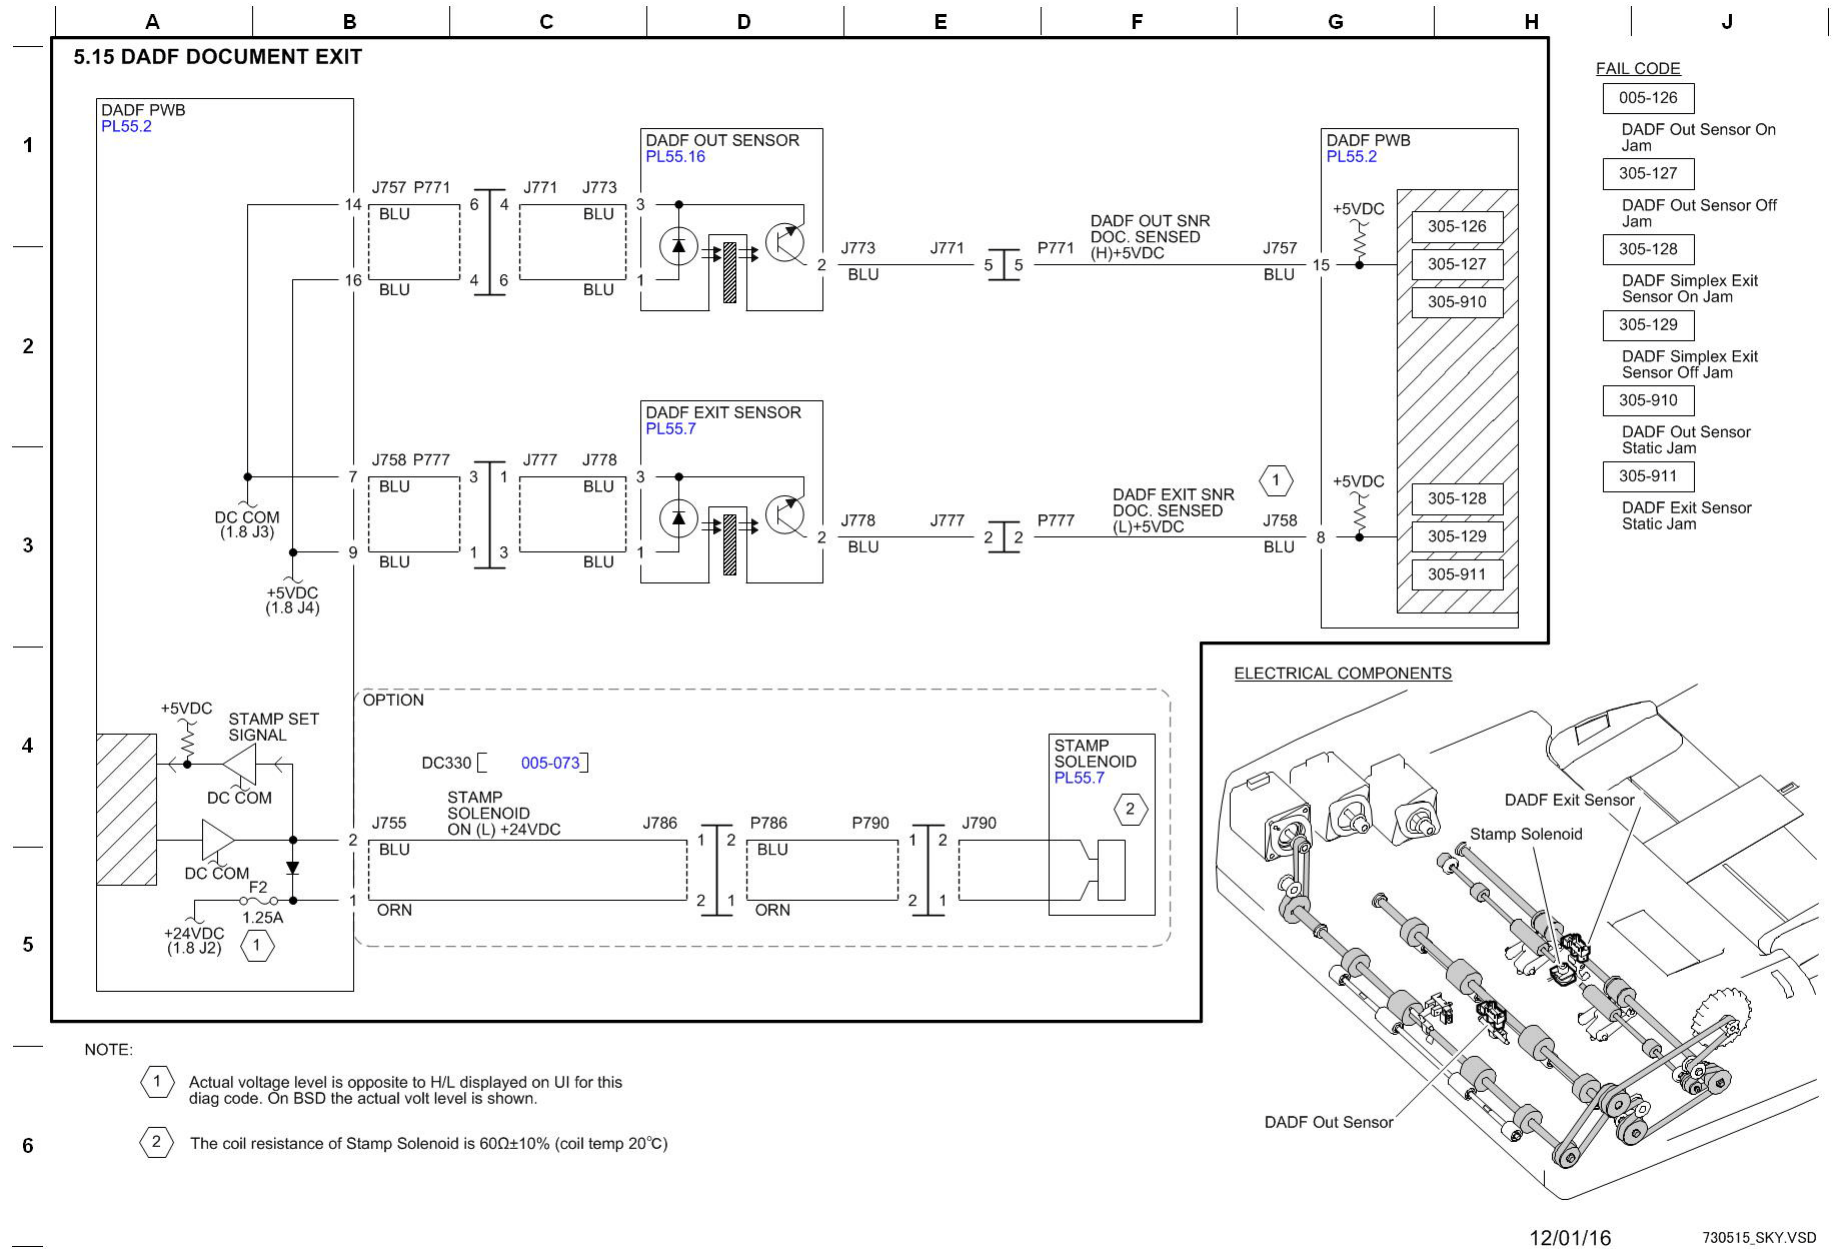 A B C D E F G H J
5.15 DADF DOCUMENT EXIT
FAIL CODE
005-126
DADF Out Sensor On
Jam
305-127
DADF Out Sensor Off
Jam
305-128
DADF Simplex Exit
Sensor On Jam
305-129
DADF Simplex Exit
Sensor Off Jam
305-910
DADF Out Sensor
Static Jam
305-911
DADF Exit Sensor
Static Jam
1
2
3
4
5
6
DADF PWB
PL55.2
14
J757 P771
BLU
6 4
J771 J773
BLU
3
16
BLU
4 6
BLU
1
DADF OUT SENSOR
PL55.16
2
J773
BLU
J771
5 5
P771
DADF OUT SNR
DOC. SENSED
(H)+5VDC
J757
BLU
15
DADF PWB
PL55.2
+5VDC
305-126
305-127
305-910
7
J758 P777
BLU
3 1
J777 J778
BLU
3
9
BLU
1 3
BLU
1
DC COM
(1.8 J3)
+5VDC
(1.8 J4)
DADF EXIT SENSOR
PL55.7
2
J778
BLU
J777
2 2
P777
DADF EXIT SNR
DOC. SENSED
(L)+5VDC
1
J758
BLU
8
+5VDC
305-128
305-129
305-911
+5VDC
STAMP SET
SIGNAL
DC COM
DC COM
F2
1.25A
+24VDC
(1.8 J2)
1
OPTION
DC330 [ 005-073]
STAMP
SOLENOID
ON (L) +24VDC
2
J755
BLU
J786
1 2
P786
BLU
P790
1 2
J790
1
ORN
2 1
ORN
2 1
STAMP
SOLENOID
PL55.7
2
ELECTRICAL COMPONENTS
DADF Exit Sensor
Stamp Solenoid
DADF Out Sensor
NOTE:
1 Actual voltage level is opposite to H/L displayed on UI for this
diag code. On BSD the actual volt level is shown.
2 The coil resistance of Stamp Solenoid is 60Ω±10% (coil temp 20℃)
12/01/16
730515_SKY.VSD